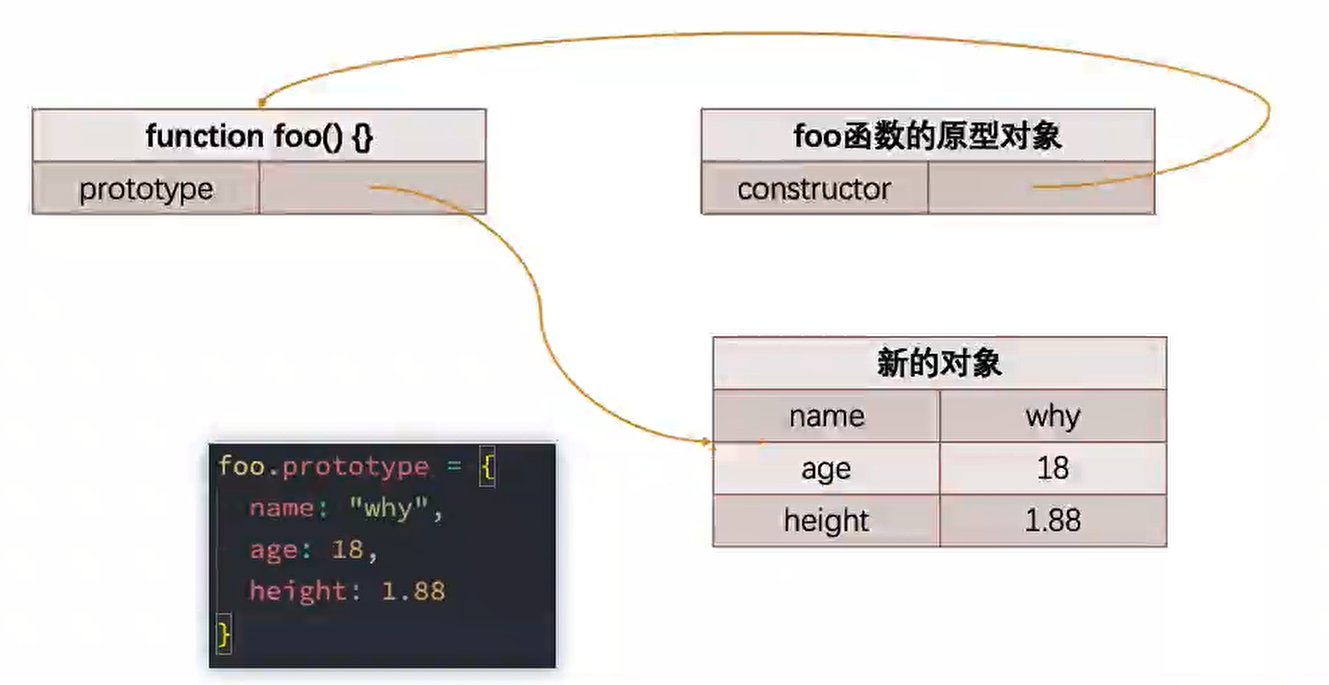 function foo() {}
prototype
foo函数的原型对象
constructor
新的对象
name why
age 18
height 1.88
foo.prototype = {
  name: "why",
  age: 18,
  height: 1.88
}